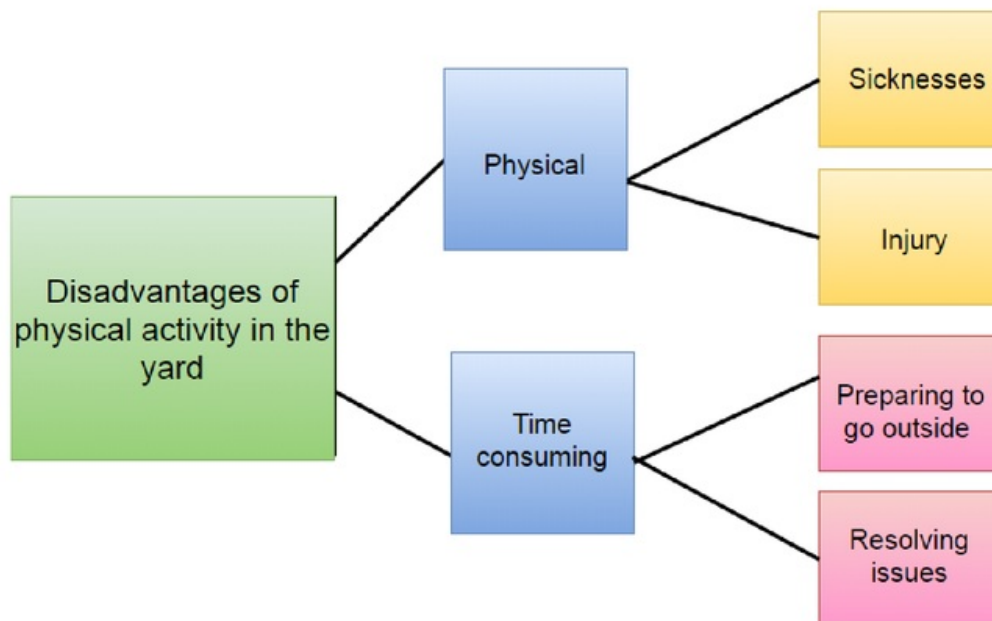 Disadvantages of
physical activity in the
yard
Physical
Sicknesses
Injury
Time
consuming
Preparing to
go outside
Resolving
issues